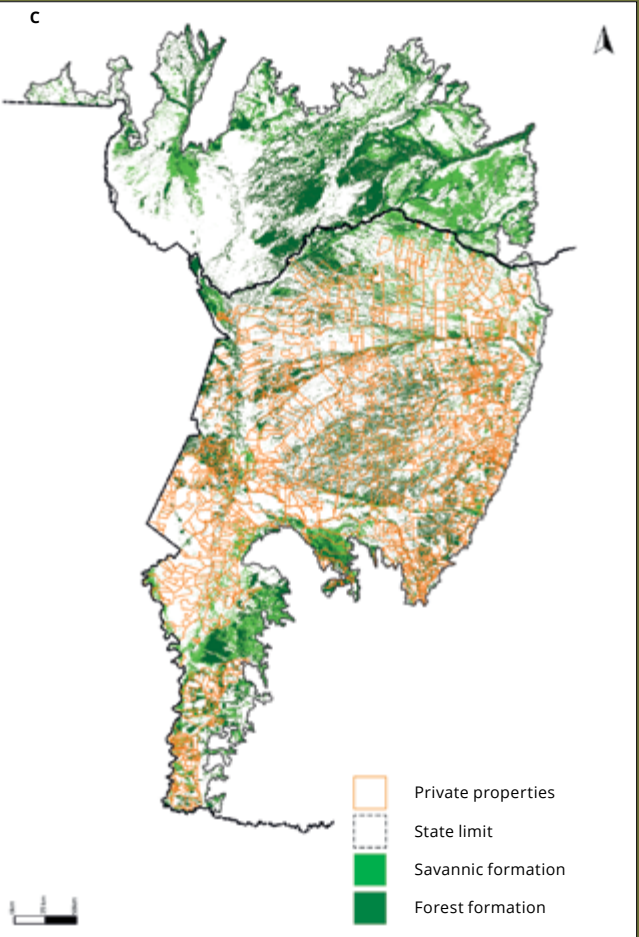 C
Private properties
State limit
Savannic formation
Forest formation